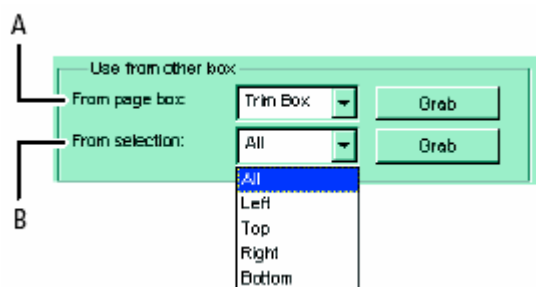 A
Use from other box
From page box: Trim Box Grab
From selection: All Grab
All
Left
B
Top
Right
Bottom